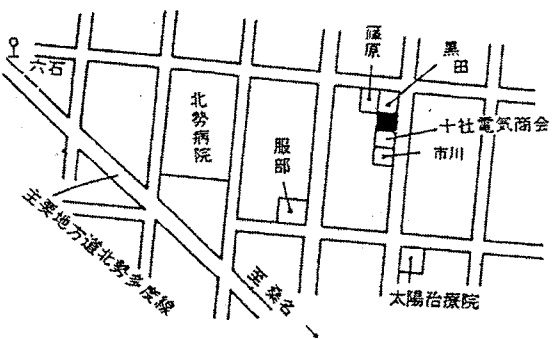 篠原
黒田
六石
北勢病院
服部
十社電気商会
市川
主要地方道北勢多度線
至桑名
太陽治療院